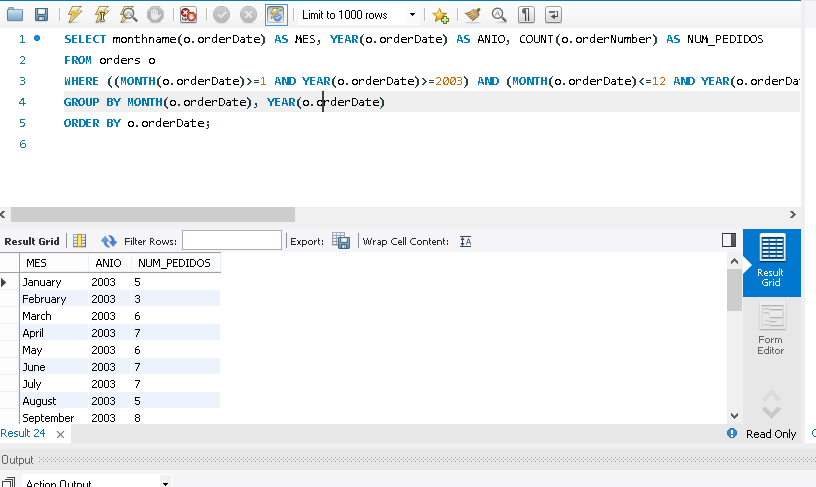 Limit to 1000 rows
1 SELECT monthname(o.orderDate) AS MES, YEAR(o.orderDate) AS ANIO, COUNT(o.orderNumber) AS NUM_PEDIDOS
2 FROM orders o
3 WHERE ((MONTH(o.orderDate)>=1 AND YEAR(o.orderDate)>=2003) AND (MONTH(o.orderDate)<=12 AND YEAR(o.orderDa
4 GROUP BY MONTH(o.orderDate), YEAR(o.orderDate)
5 ORDER BY o.orderDate;
6
Result Grid Filter Rows: Export: Wrap Cell Content: IA
MES ANIO NUM_PEDIDOS
January 2003 5
February 2003 3
March 2003 6
April 2003 7
May 2003 6
June 2003 7
July 2003 7
August 2003 5
September 2003 8
Result
Grid
Form
Editor
Result 24 Read Only
Output
Action Output